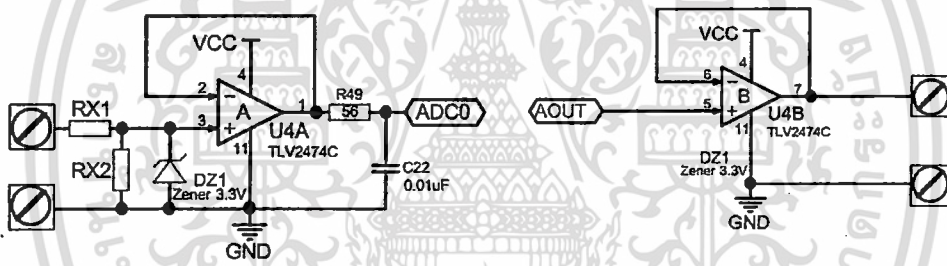 VCC
4
2
−
1
R49
56
ADC0
RX1
A
3
+
U4A
11
TLV2474C
RX2
DZ1
Zener 3.3V
C22
0.01uF
GND
VCC
4
6
−
7
B
AOUT
5
+
U4B
11
TLV2474C
DZ1
Zener 3.3V
GND